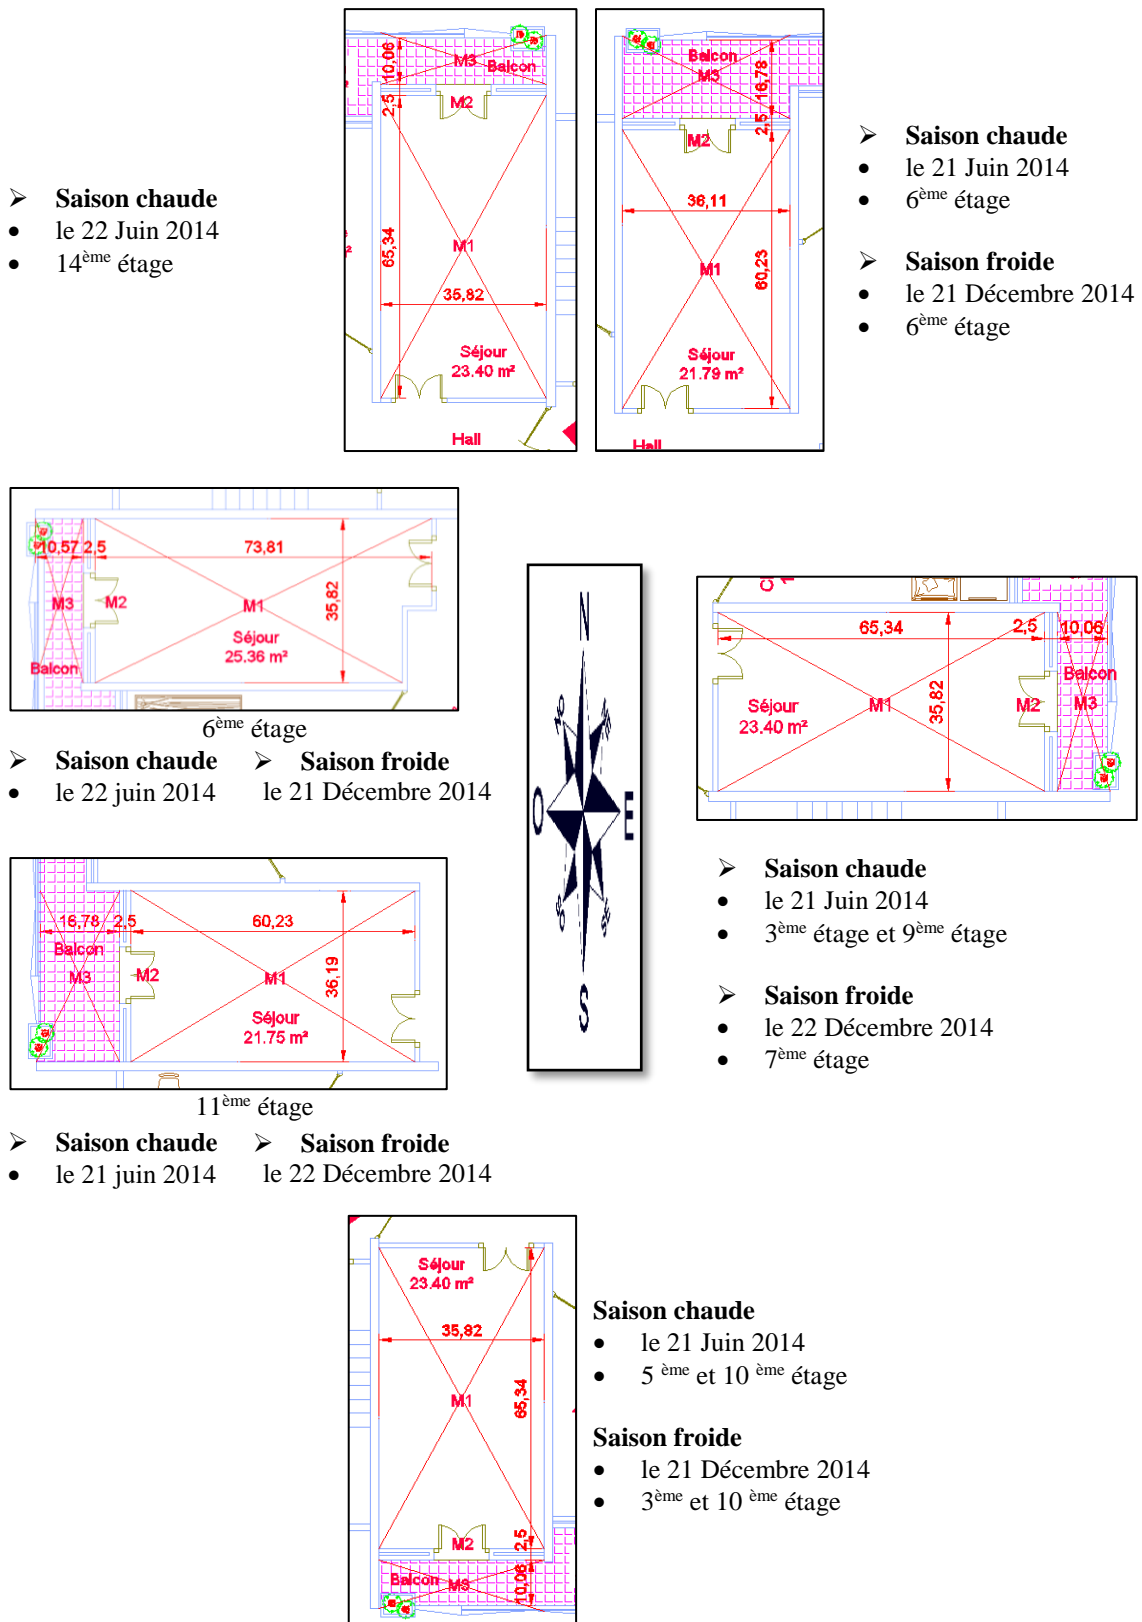 10,06
M3
Balcon
2,5
M2
65,34
M1
35,82
Séjour
23.40 m²
Hall
Balcon
M3
16,78
2,5
M2
36,11
M1
60,23
Séjour
21.79 m²
Hall
➢ Saison chaude
• le 22 Juin 2014
• 14ème étage
➢ Saison chaude
• le 21 Juin 2014
• 6ème étage
➢ Saison froide
• le 21 Décembre 2014
• 6ème étage
10,57 2,5 73,81
M3 M2 M1
35,82
Séjour
25.36 m²
Balcon
6ème étage
➢ Saison chaude ➢ Saison froide
• le 22 juin 2014 le 21 Décembre 2014
N
O E
S
65,34 2,5 10,06
Balcon
Séjour
23.40 m²
M1
35,82
M2 M3
➢ Saison chaude
• le 21 Juin 2014
• 3ème étage et 9ème étage
➢ Saison froide
• le 22 Décembre 2014
• 7ème étage
16,78 2,5 60,23
Balcon
M3 M2 M1
36,19
Séjour
21.75 m²
11ème étage
➢ Saison chaude ➢ Saison froide
• le 21 juin 2014 le 22 Décembre 2014
Séjour
23.40 m²
35,82
M1
65,34
M2
2,5
Balcon M3
10,06
Saison chaude
• le 21 Juin 2014
• 5 ème et 10 ème étage
Saison froide
• le 21 Décembre 2014
• 3ème et 10 ème étage